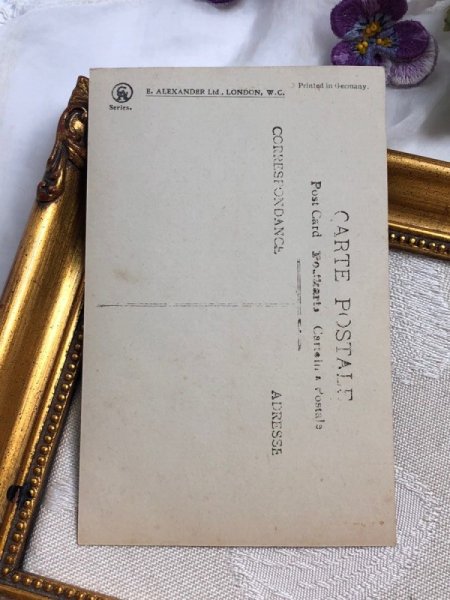 Series.
E. ALEXANDER Ltd., LONDON, W.C.
Printed in Germany.
CARTE POSTALE
Post Card Postkarte Cartolina Postale
CORRESPONDANCE
ADRESSE